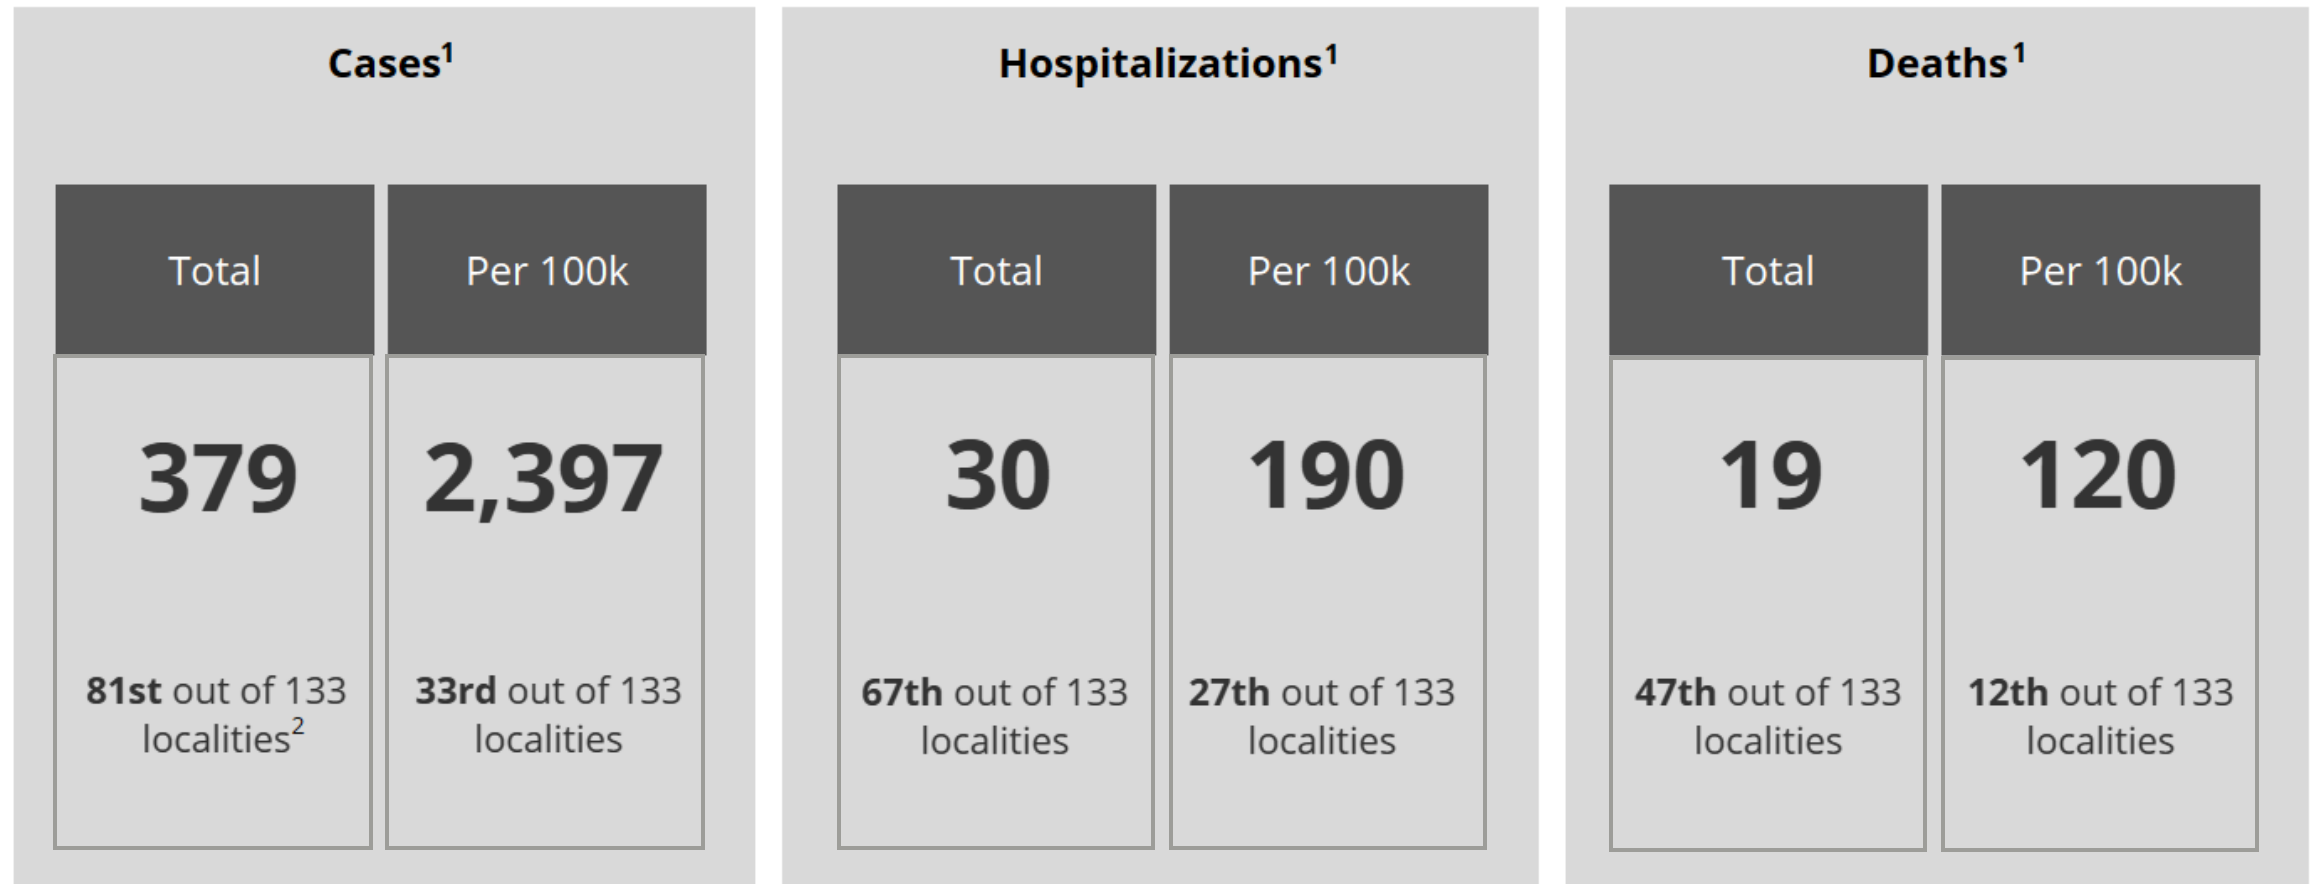 Cases¹
Total
Per 100k
379
2,397
81st out of 133
localities²
33rd out of 133
localities
Hospitalizations¹
Total
Per 100k
30
190
67th out of 133
localities
27th out of 133
localities
Deaths¹
Total
Per 100k
19
120
47th out of 133
localities
12th out of 133
localities